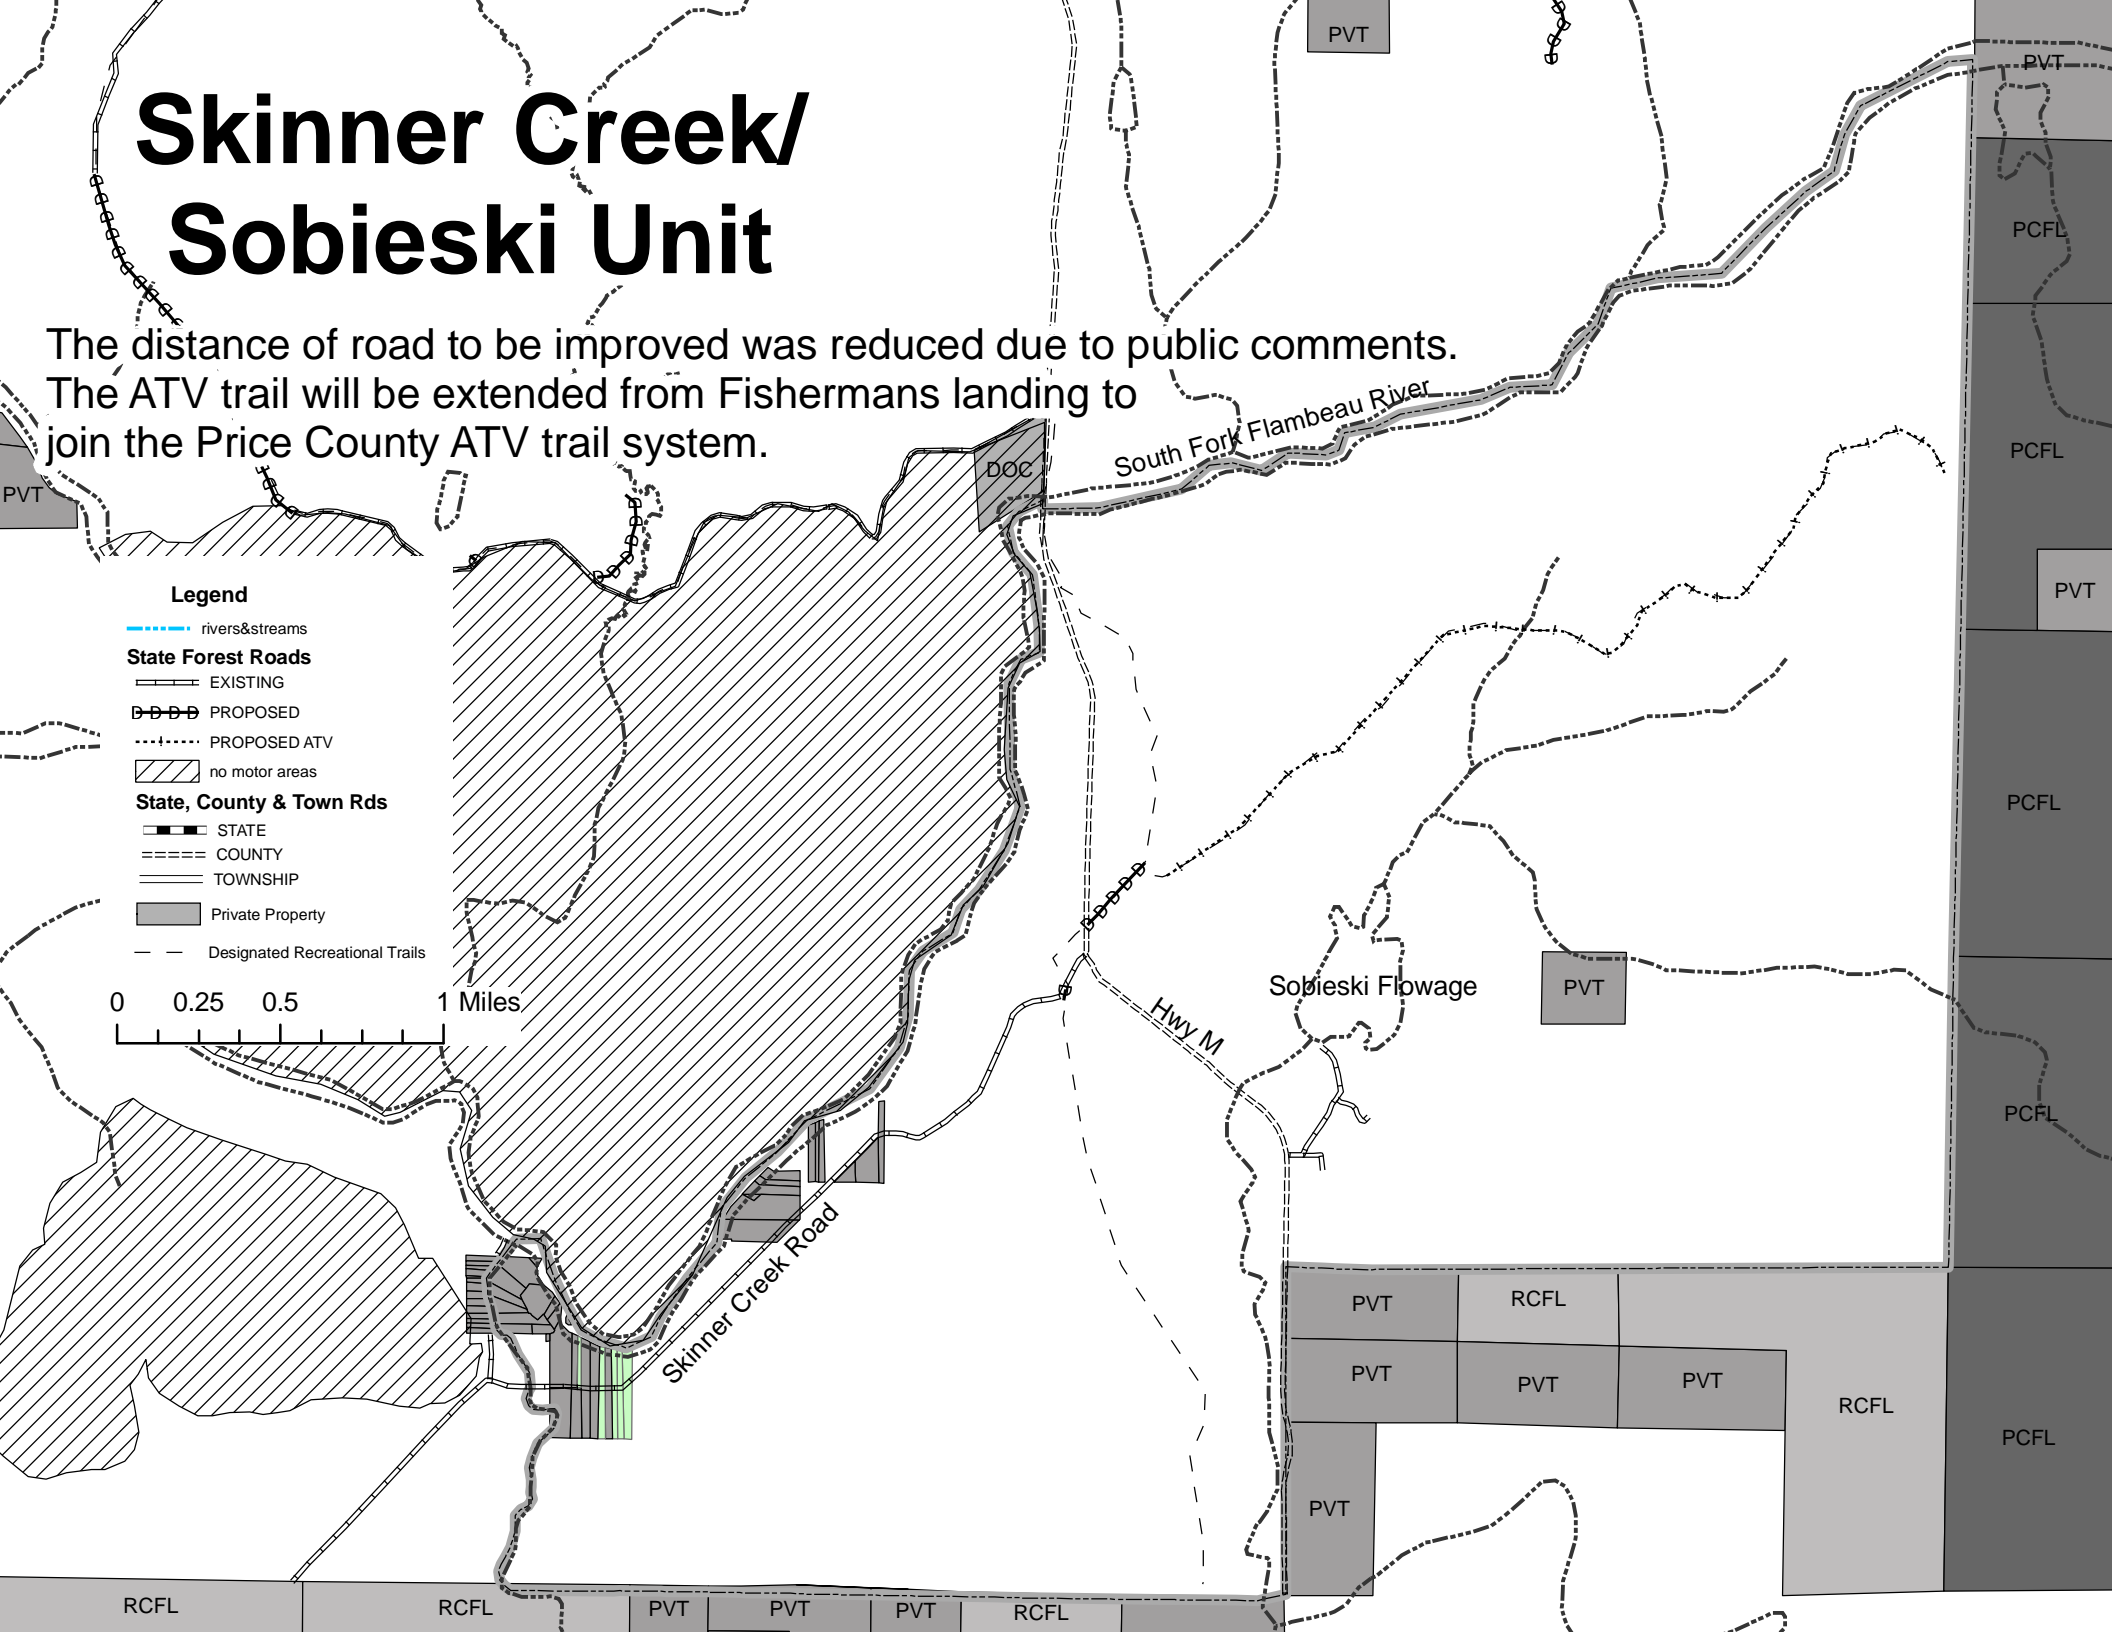 PVT
PVT
Skinner Creek/
Sobieski Unit
PCFL
The distance of road to be improved was reduced due to public comments.
The ATV trail will be extended from Fishermans landing to
join the Price County ATV trail system.
South Fork Flambeau River
PCFL
DOC
PVT
PVT
Legend
rivers&streams
State Forest Roads
EXISTING
PROPOSED
PROPOSED ATV
no motor areas
State, County & Town Rds
STATE
COUNTY
TOWNSHIP
Private Property
Designated Recreational Trails
0 0.25 0.5 1 Miles
PCFL
Sobieski Flowage
PVT
Hwy M
PCFL
Skinner Creek Road
PVT
RCFL
PVT
PVT
PVT
RCFL
PCFL
PVT
RCFL
RCFL
PVT
PVT
PVT
RCFL